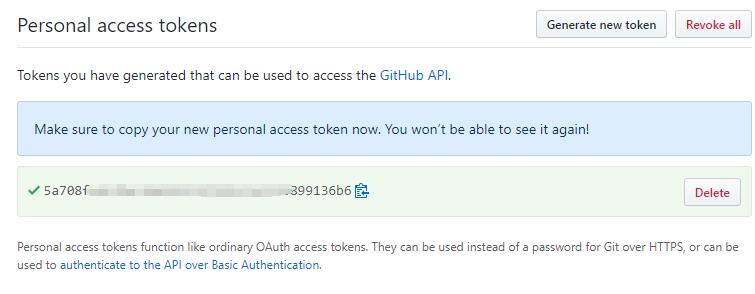 Personal access tokens
Generate new token
Revoke all
Tokens you have generated that can be used to access the GitHub API.
Make sure to copy your new personal access token now. You won't be able to see it again!
Delete
Personal access tokens function like ordinary OAuth access tokens. They can be used instead of a password for Git over HTTPS, or can be
used to authenticate to the API over Basic Authentication.